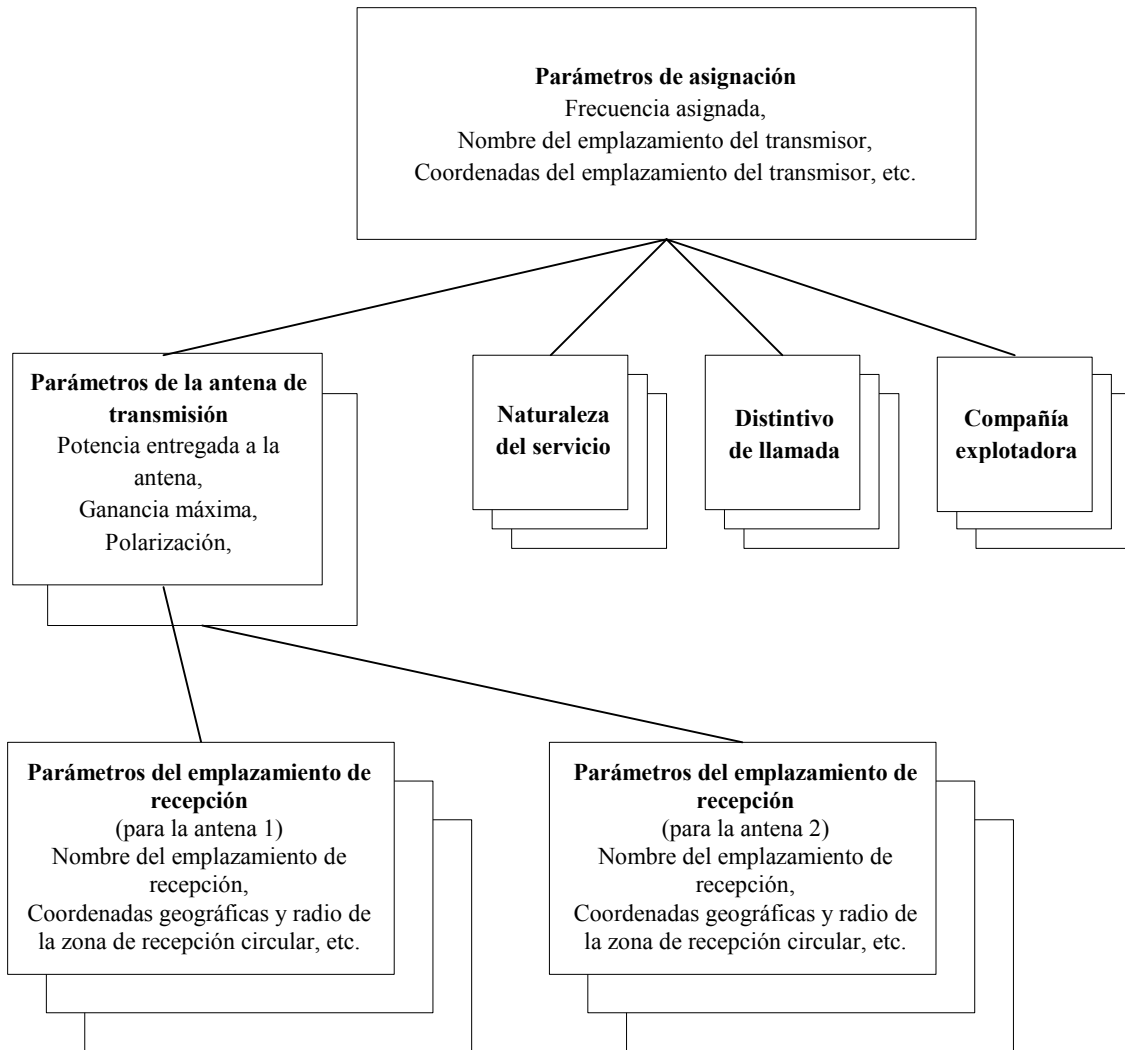 Parámetros de asignación
Frecuencia asignada,
Nombre del emplazamiento del transmisor,
Coordenadas del emplazamiento del transmisor, etc.
Parámetros de la antena de
transmisión
Potencia entregada a la
antena,
Ganancia máxima,
Polarización,
Naturaleza
del servicio
Distintivo
de llamada
Compañía
explotadora
Parámetros del emplazamiento de
recepción
(para la antena 1)
Nombre del emplazamiento de
recepción,
Coordenadas geográficas y radio de
la zona de recepción circular, etc.
Parámetros del emplazamiento de
recepción
(para la antena 2)
Nombre del emplazamiento de
recepción,
Coordenadas geográficas y radio de
la zona de recepción circular, etc.